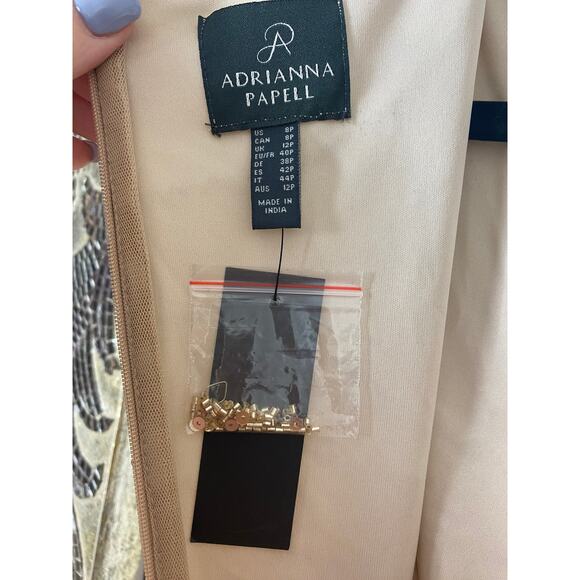 ADRIANNA
PAPELL
US 8P
CAN 8P
UK 12P
EU/FR 40P
DE 38P
ES 42P
IT 44P
AUS 12P
MADE IN
INDIA